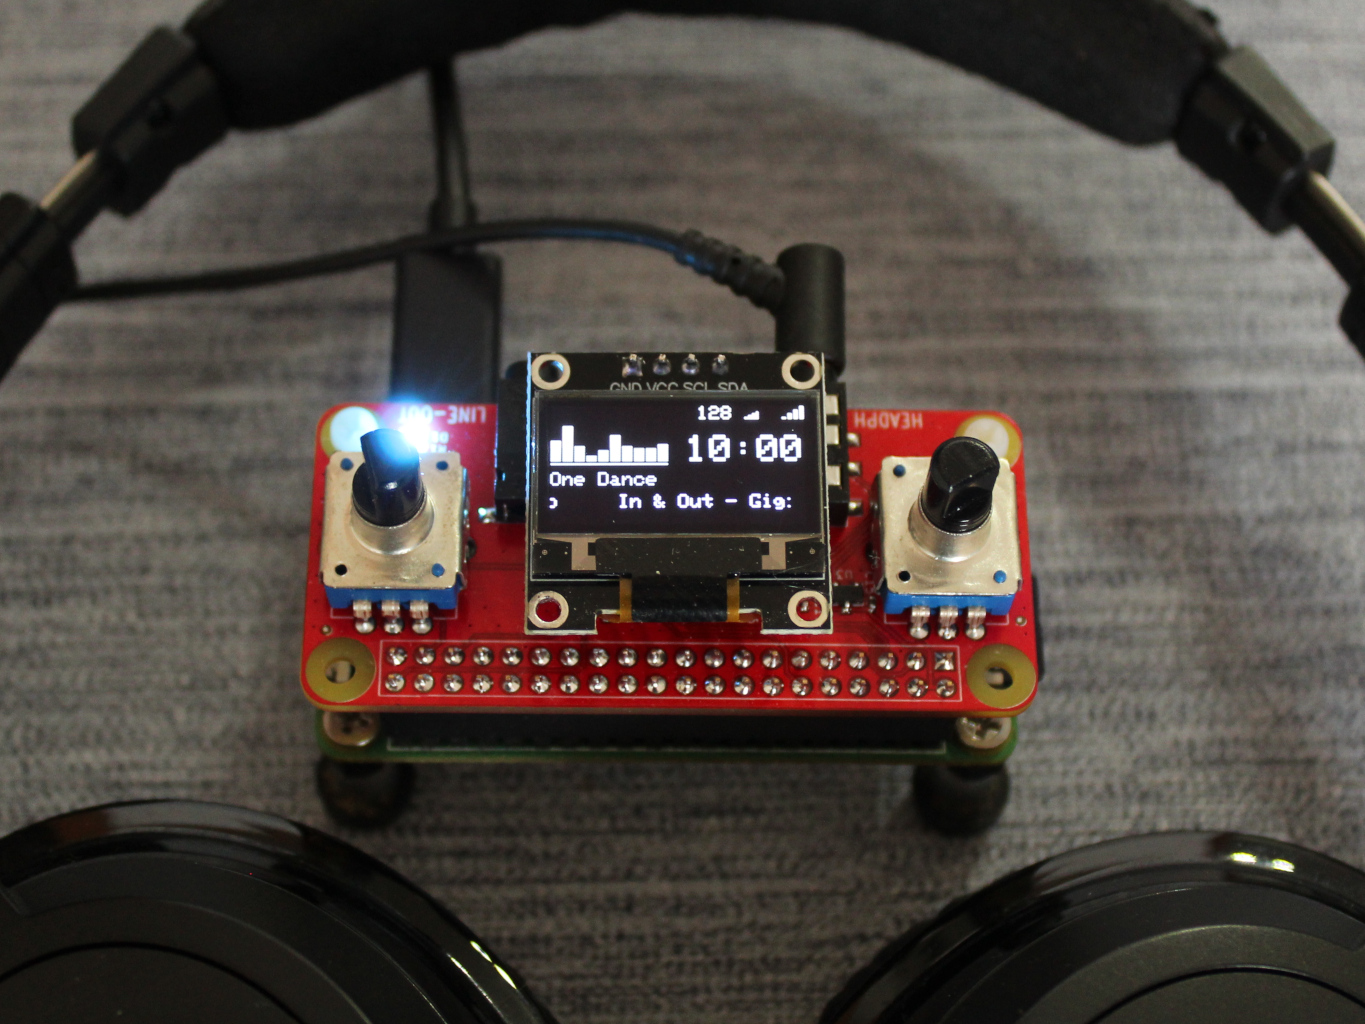 LINE-OUT
HEADPH
GND VCC SCL SDA
128
10:00
One Dance
In & Out - Gig: